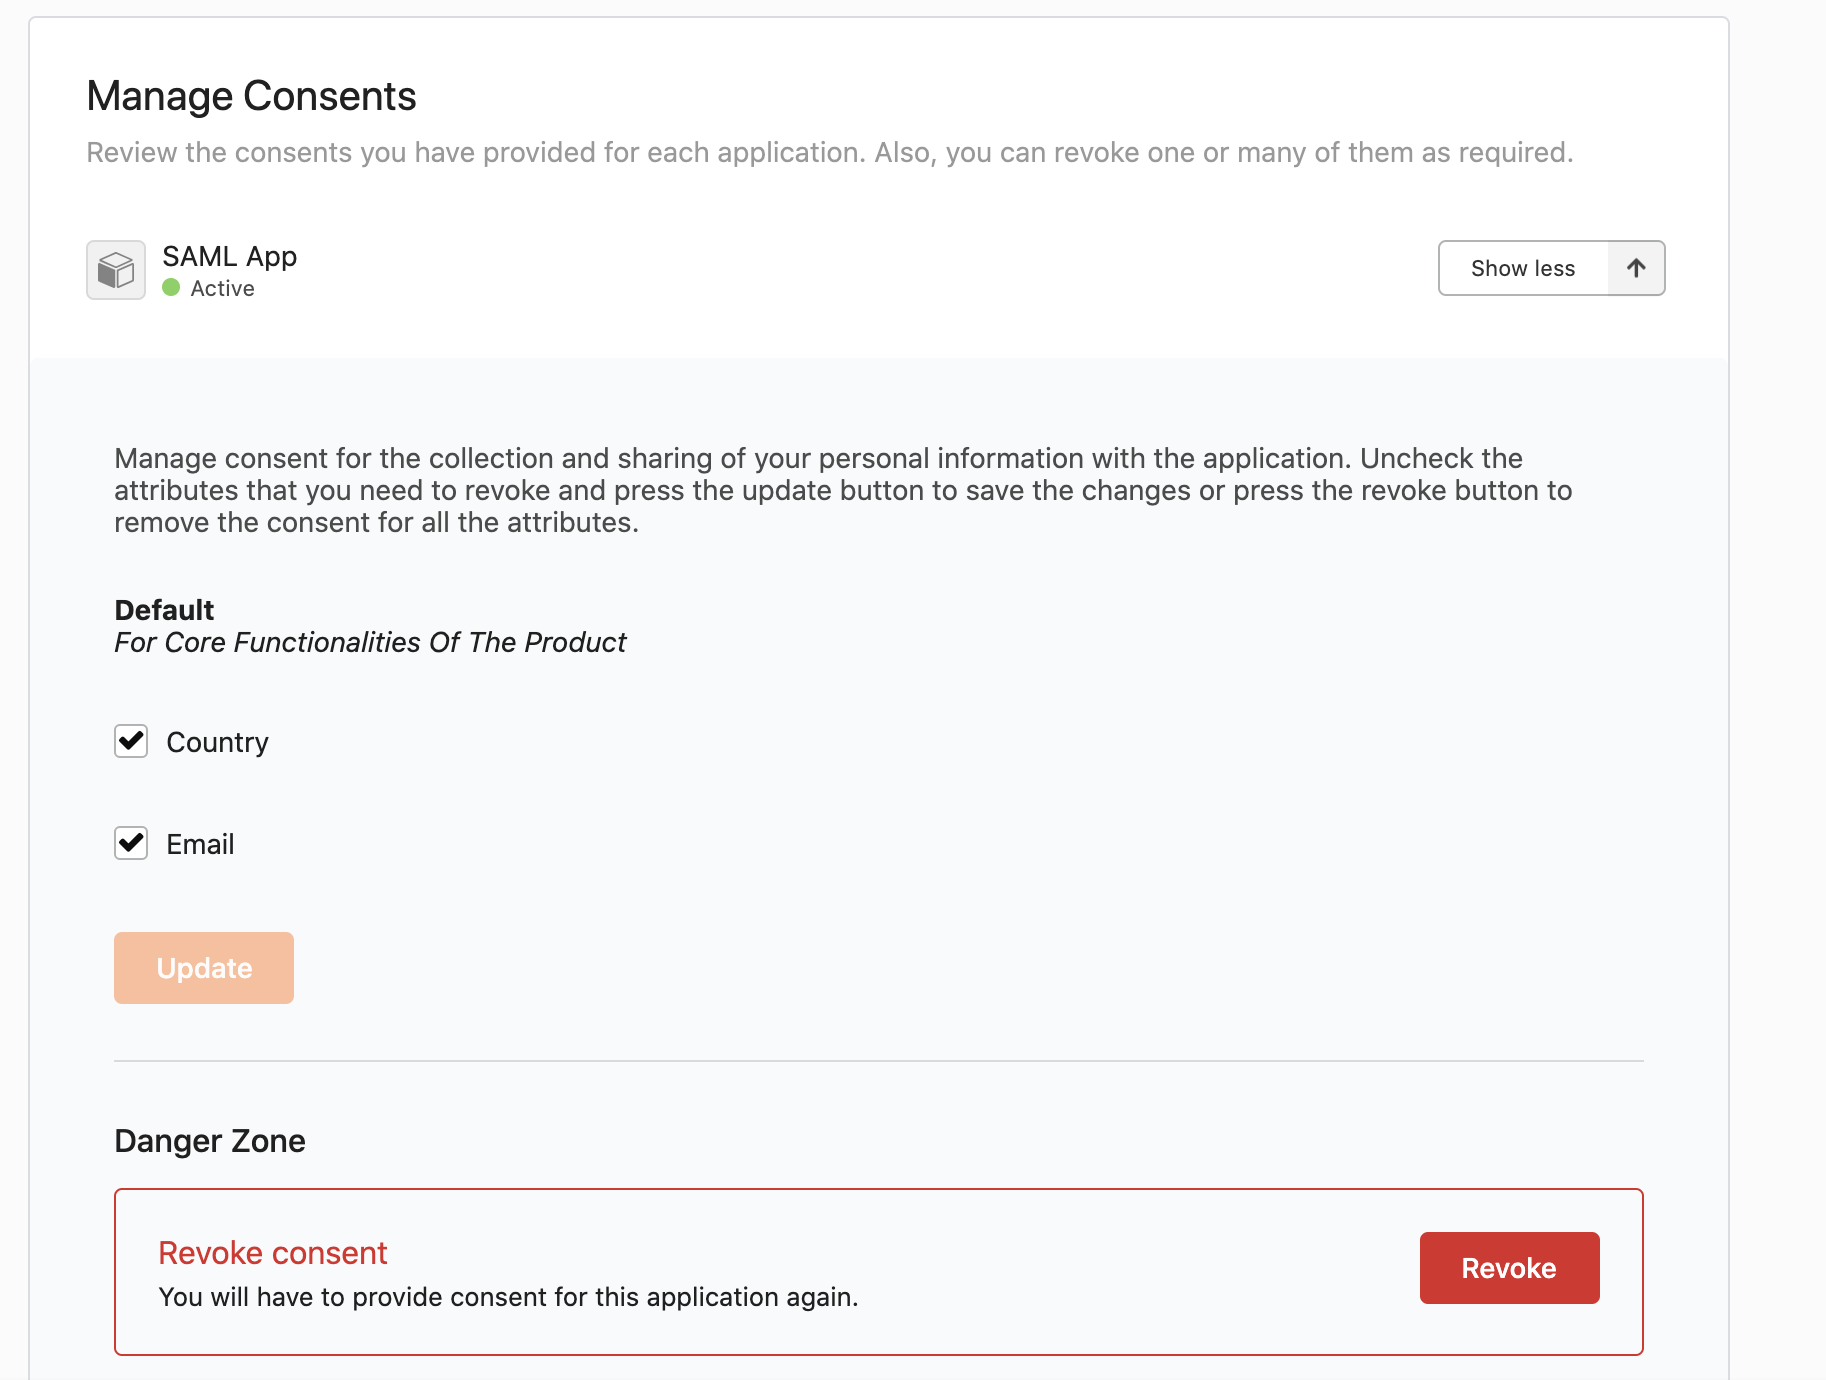 Manage Consents
Review the consents you have provided for each application. Also, you can revoke one or many of them as required.
SAML App
Active
Show less
Manage consent for the collection and sharing of your personal information with the application. Uncheck the
attributes that you need to revoke and press the update button to save the changes or press the revoke button to
remove the consent for all the attributes.
Default
For Core Functionalities Of The Product
Country
Email
Update
Danger Zone
Revoke consent
You will have to provide consent for this application again.
Revoke